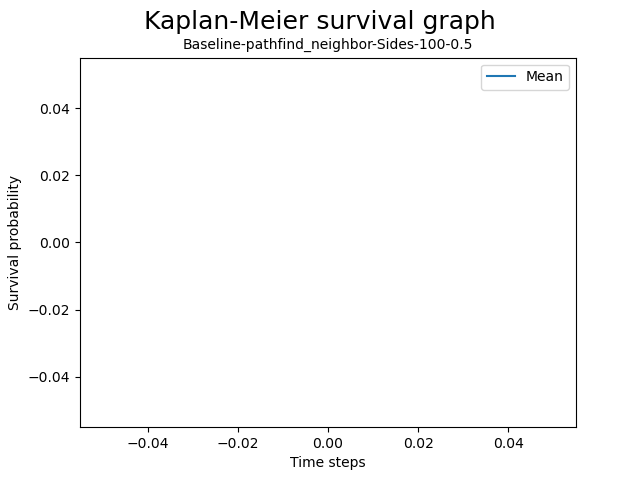 Kaplan-Meier survival graph
Baseline-pathfind_neighbor-Sides-100-0.5
Mean
0.04
0.02
0.00
−0.02
−0.04
Survival probability
−0.04
−0.02
0.00
0.02
0.04
Time steps